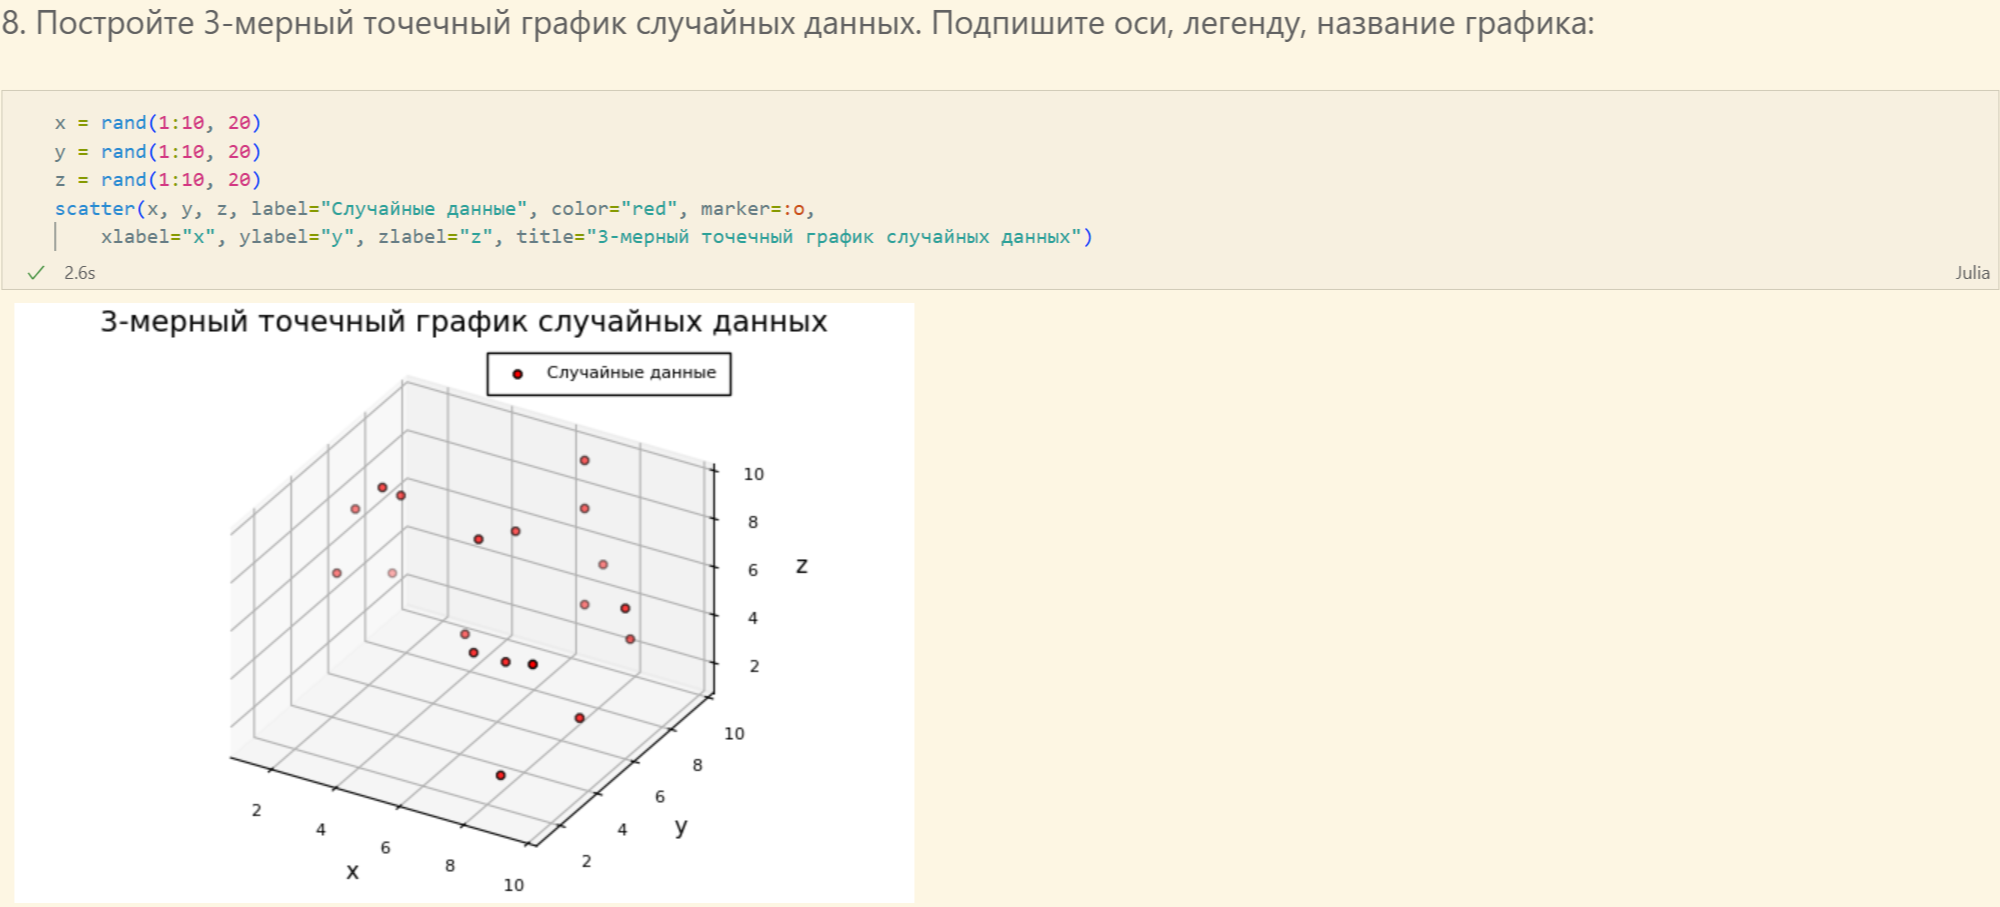 8. Постройте 3-мерный точечный график случайных данных. Подпишите оси, легенду, название графика:
x = rand(1:10, 20)
y = rand(1:10, 20)
z = rand(1:10, 20)
scatter(x, y, z, label="Случайные данные", color="red", marker=:o,
xlabel="x", ylabel="y", zlabel="z", title="3-мерный точечный график случайных данных")
✓ 2.6s
Julia
3-мерный точечный график случайных данных
Случайные данные
10
8
6
4
2
z
10
8
6
4
2
y
2
4
6
8
10
x